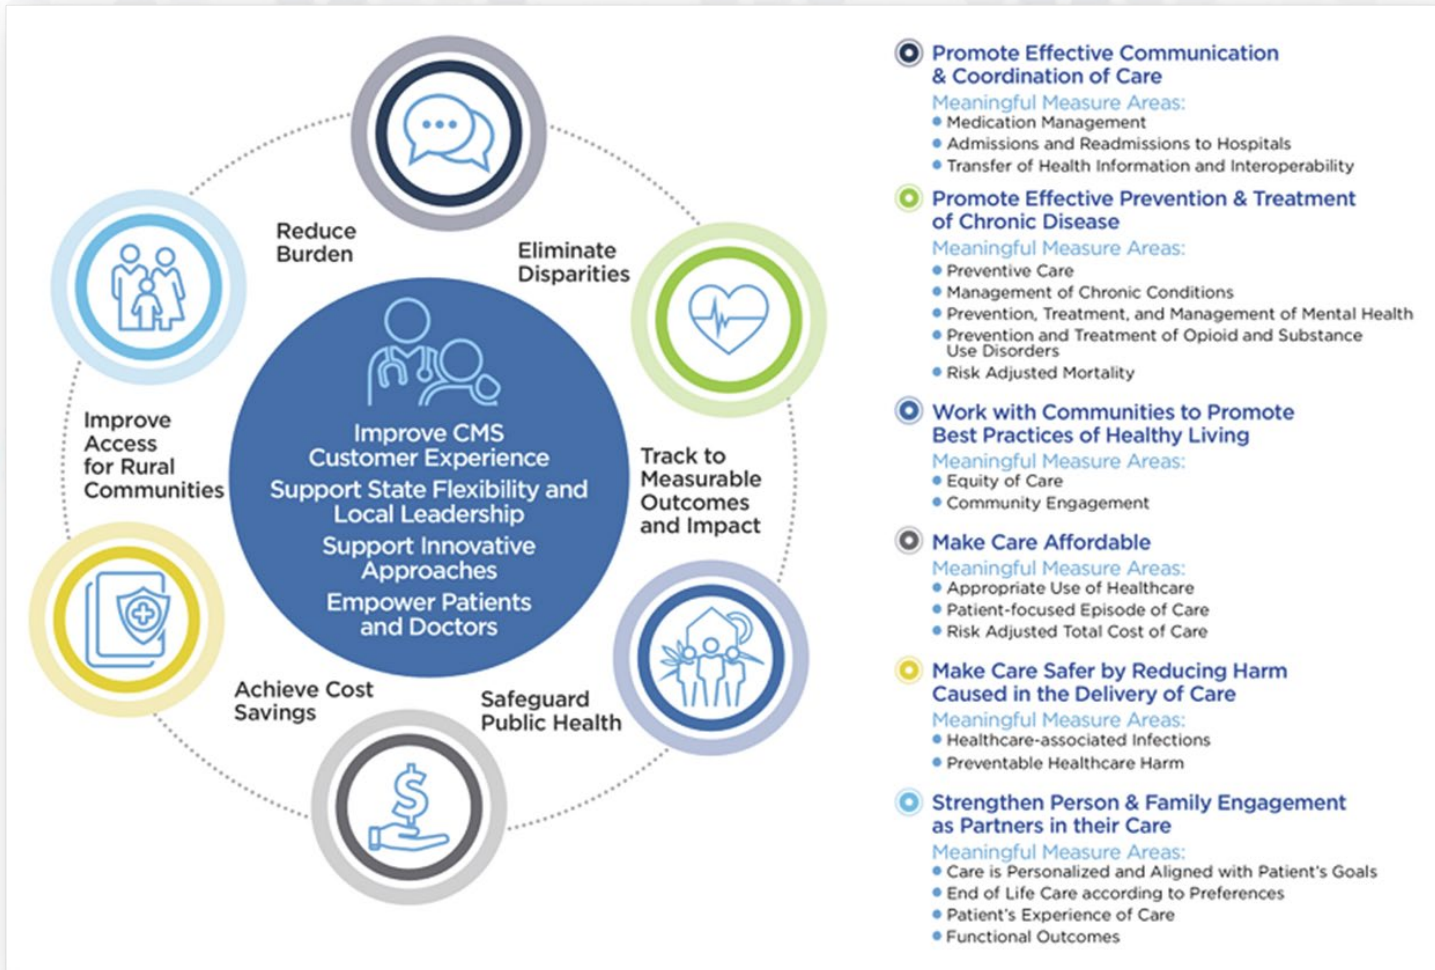 Reduce
Burden
Eliminate
Disparities
Improve
Access
for Rural
Communities
Improve CMS
Customer Experience
Support State Flexibility and
Local Leadership
Support Innovative
Approaches
Empower Patients
and Doctors
Track to
Measurable
Outcomes
and Impact
Achieve Cost
Savings
Safeguard
Public Health
$
Promote Effective Communication
& Coordination of Care
Meaningful Measure Areas:
Medication Management
Admissions and Readmissions to Hospitals
Transfer of Health Information and Interoperability
Promote Effective Prevention & Treatment
of Chronic Disease
Meaningful Measure Areas:
Preventive Care
Management of Chronic Conditions
Prevention, Treatment, and Management of Mental Health
Prevention and Treatment of Opioid and Substance
Use Disorders
Risk Adjusted Mortality
Work with Communities to Promote
Best Practices of Healthy Living
Meaningful Measure Areas:
Equity of Care
Community Engagement
Make Care Affordable
Meaningful Measure Areas:
Appropriate Use of Healthcare
Patient-focused Episode of Care
Risk Adjusted Total Cost of Care
Make Care Safer by Reducing Harm
Caused in the Delivery of Care
Meaningful Measure Areas:
Healthcare-associated Infections
Preventable Healthcare Harm
Strengthen Person & Family Engagement
as Partners in their Care
Meaningful Measure Areas:
Care is Personalized and Aligned with Patient's Goals
End of Life Care according to Preferences
Patient's Experience of Care
Functional Outcomes